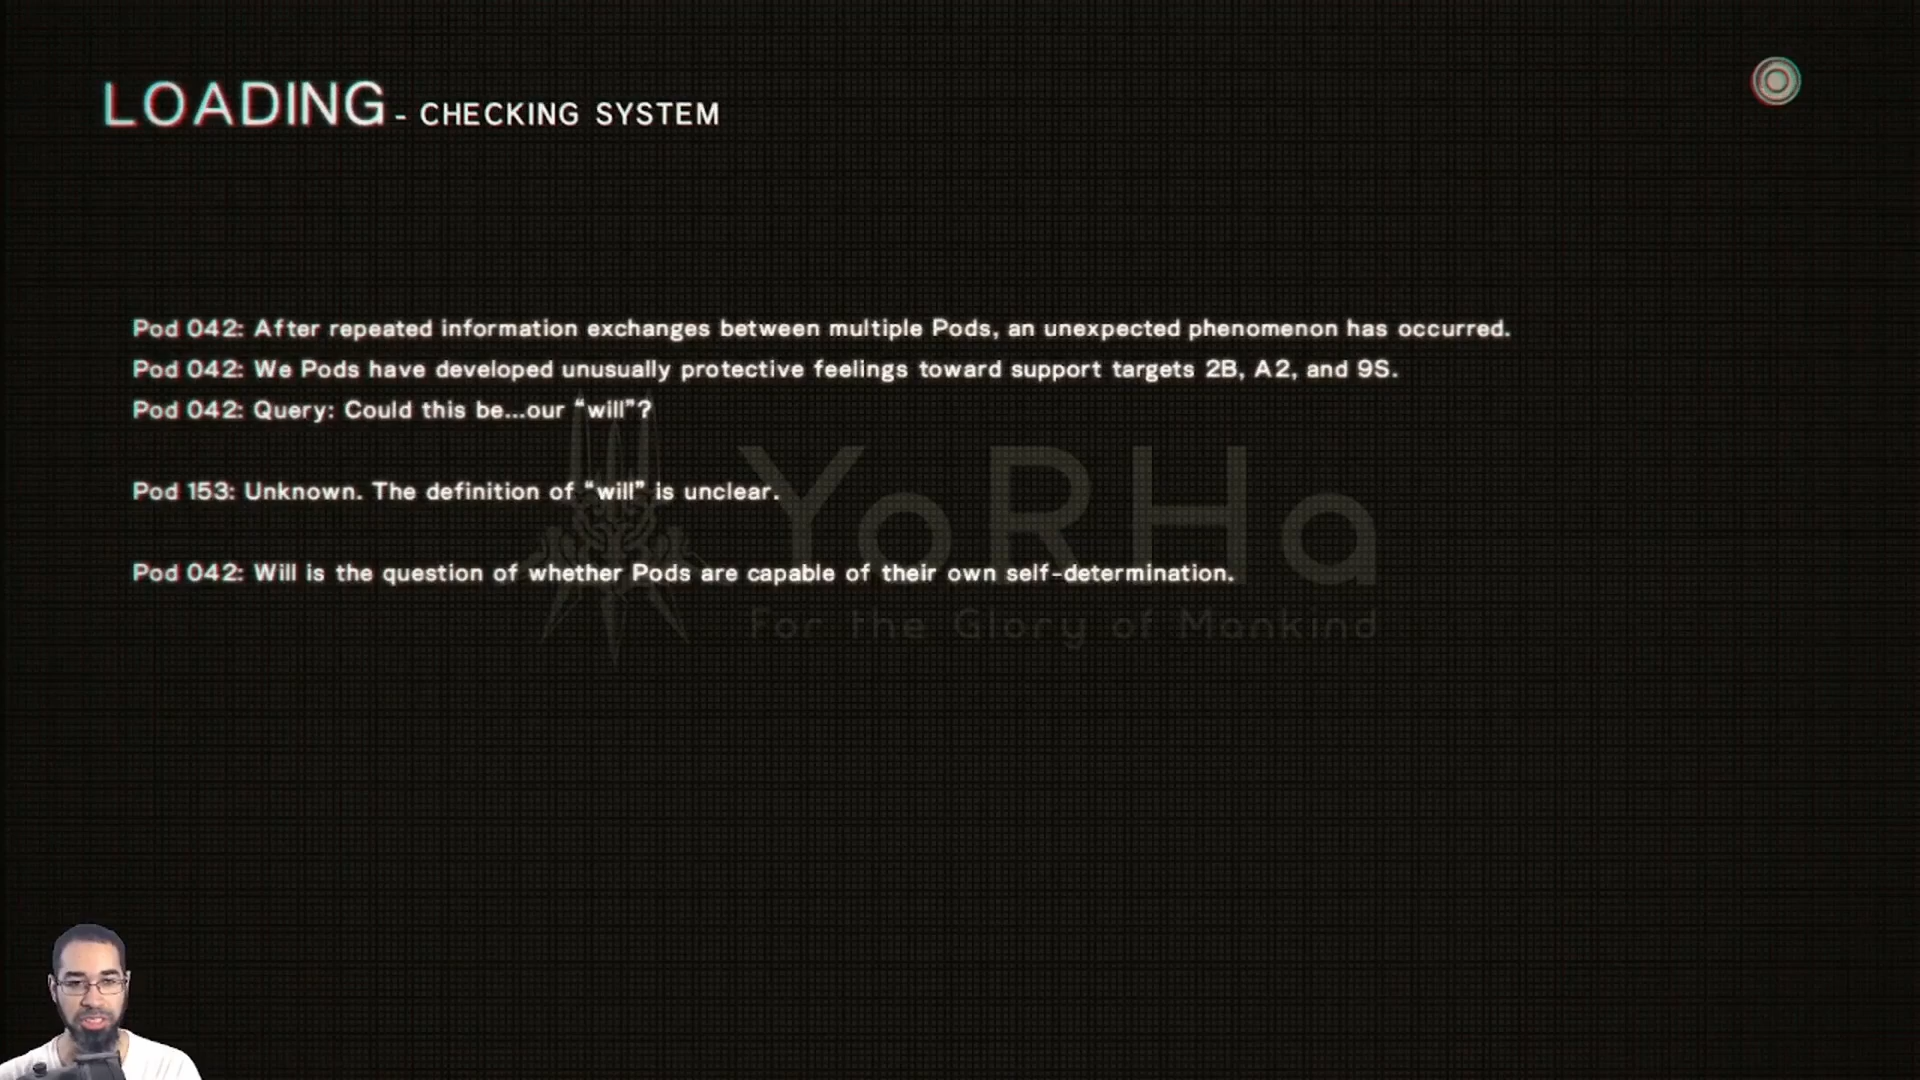 LOADING - CHECKING SYSTEM
Pod 042: After repeated information exchanges between multiple Pods, an unexpected phenomenon has occurred.
Pod 042: We Pods have developed unusually protective feelings toward support targets 2B, A2, and 9S.
Pod 042: Query: Could this be...our “will”?
Pod 153: Unknown. The definition of “will” is unclear.
YoRHa
Pod 042: Will is the question of whether Pods are capable of their own self-determination.
For the Glory of Mankind